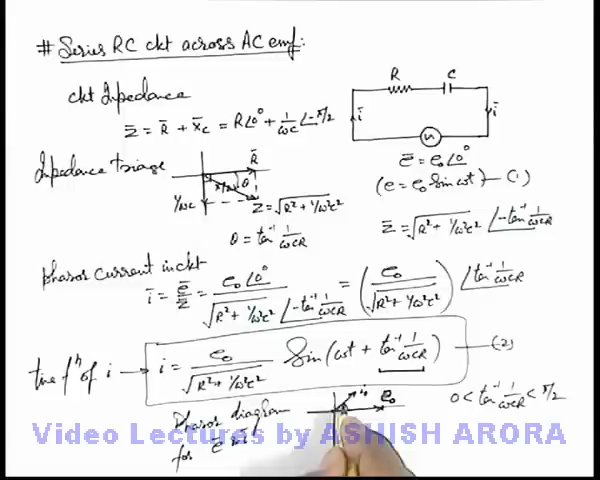 # Series RC ckt across AC emf:
ckt Impedance
Z̄ = R̄ + X̄c = R∠0° + 1/ωc ∠-π/2
R C
ī ī
ē = e₀∠0°
(e = e₀ Sin ωt) — (1)
Impedance triage
R̄
θ
1/ωc
Z = √R² + 1/ω²c²
θ = tan⁻¹ 1/ωCR
Z̄ = √R² + 1/ω²c² ∠-tan⁻¹ 1/ωCR
phasor current in ckt
ī = ē/Z̄ = e₀∠0° / √R² + 1/ω²c² ∠-tan⁻¹ 1/ωCR = (e₀ / √R² + 1/ω²c²) ∠tan⁻¹ 1/ωCR
time fⁿ of i → i = e₀ / √R² + 1/ω²c² Sin(ωt + tan⁻¹ 1/ωCR) — (2)
Phasor diagram
for ē
i₀
e₀
0 < tan⁻¹ 1/ωCR < π/2
Video Lectures by ASHISH ARORA